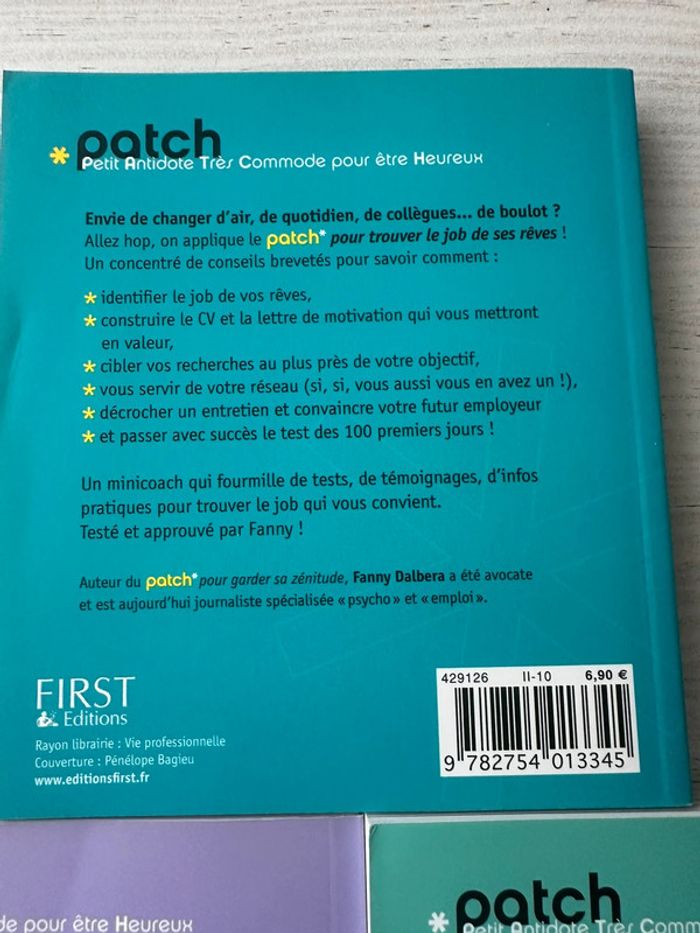 patch
* Petit Antidote Très Commode pour être Heureux
Envie de changer d'air, de quotidien, de collègues... de boulot ?
Allez hop, on applique le patch* pour trouver le job de ses rêves !
Un concentré de conseils brevetés pour savoir comment :
* identifier le job de vos rêves,
* construire le CV et la lettre de motivation qui vous mettront
en valeur,
* cibler vos recherches au plus près de votre objectif,
* vous servir de votre réseau (si, si, vous aussi vous en avez un !),
* décrocher un entretien et convaincre votre futur employeur
* et passer avec succès le test des 100 premiers jours !
Un minicoach qui fourmille de tests, de témoignages, d'infos
pratiques pour trouver le job qui vous convient.
Testé et approuvé par Fanny !
Auteur du patch* pour garder sa zénitude, Fanny Dalbera a été avocate
et est aujourd'hui journaliste spécialisée « psycho » et « emploi ».
FIRST
Editions
Rayon librairie : Vie professionnelle
Couverture : Pénélope Bagieu
www.editionsfirst.fr
429126 II-10 6,90 €
9 782754 013345
de pour être Heureux
patch
* Petit Antidote Très Comm